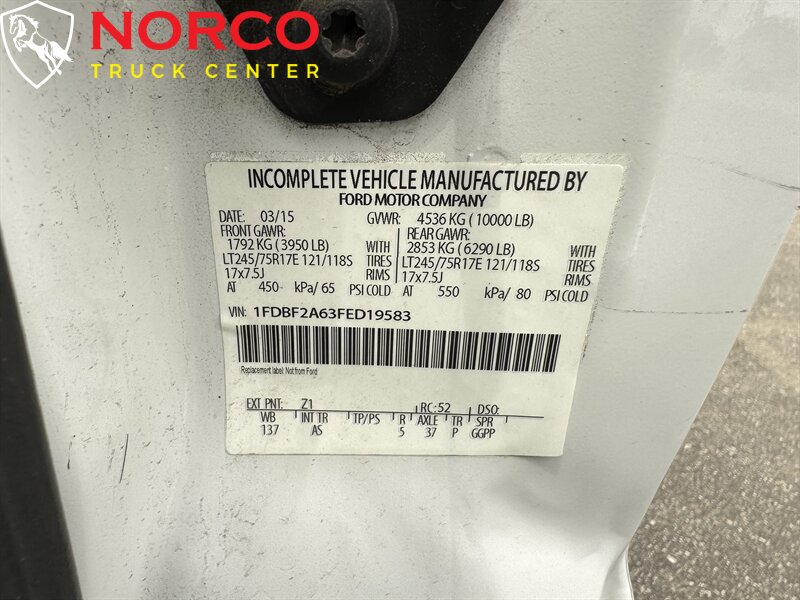 NORCO
TRUCK CENTER
INCOMPLETE VEHICLE MANUFACTURED BY
FORD MOTOR COMPANY
DATE: 03/15 GVWR: 4536 KG ( 10000 LB)
FRONT GAWR: REAR GAWR:
1792 KG (3950 LB) WITH 2853 KG (6290 LB) WITH
LT245/75R17E 121/118S TIRES LT245/75R17E 121/118S TIRES
17x7.5J RIMS 17x7.5J RIMS
AT 450 kPa/ 65 PSI COLD AT 550 kPa/ 80 PSI COLD
VIN: 1FDBF2A63FED19583
Replacement label: Not from Ford
EXT PNT: Z1 RC: 52 DSO:
WB INT TR TP/PS R AXLE TR SPR
137 AS 5 37 P GGPP